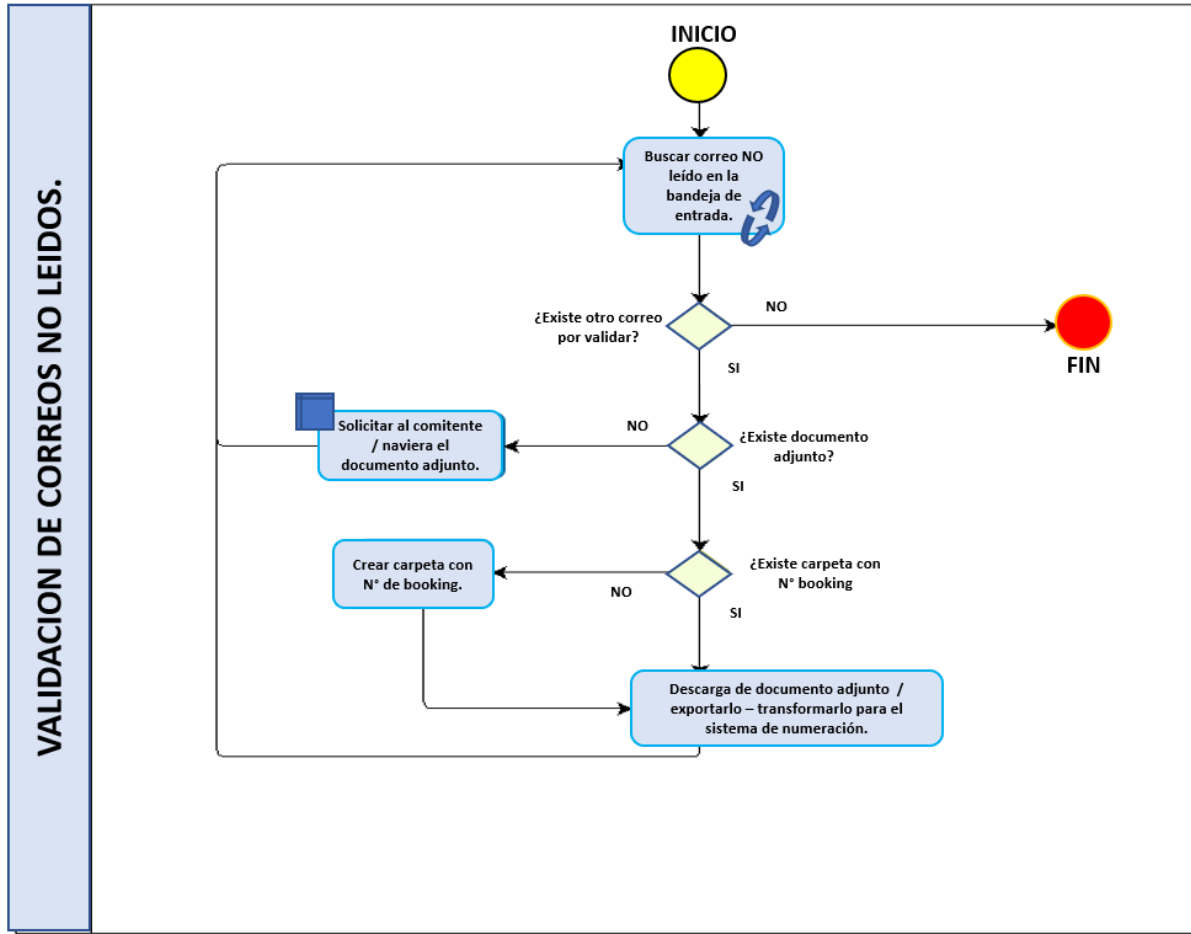 VALIDACION DE CORREOS NO LEIDOS.
INICIO
Buscar correo NO
leído en la
bandeja de
entrada.
¿Existe otro correo
por validar?
NO
FIN
SI
Solicitar al comitente
/ naviera el
documento adjunto.
NO
¿Existe documento
adjunto?
SI
Crear carpeta con
N° de booking.
NO
¿Existe carpeta con
N° booking
SI
Descarga de documento adjunto /
exportarlo – transformarlo para el
sistema de numeración.